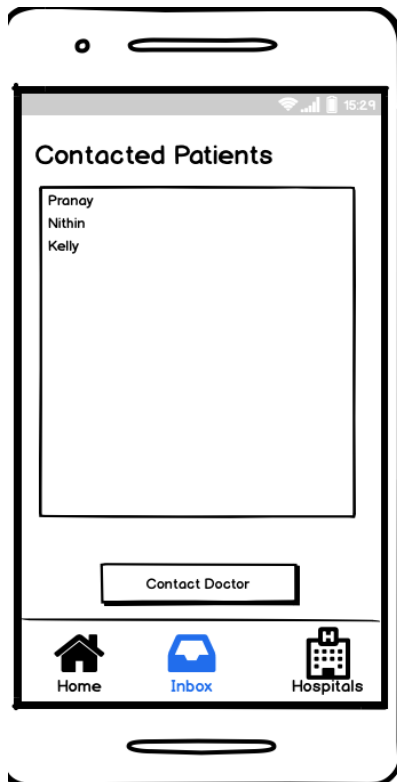 15:29
Contacted Patients
Pranay
Nithin
Kelly
Contact Doctor
H
Home Inbox Hospitals